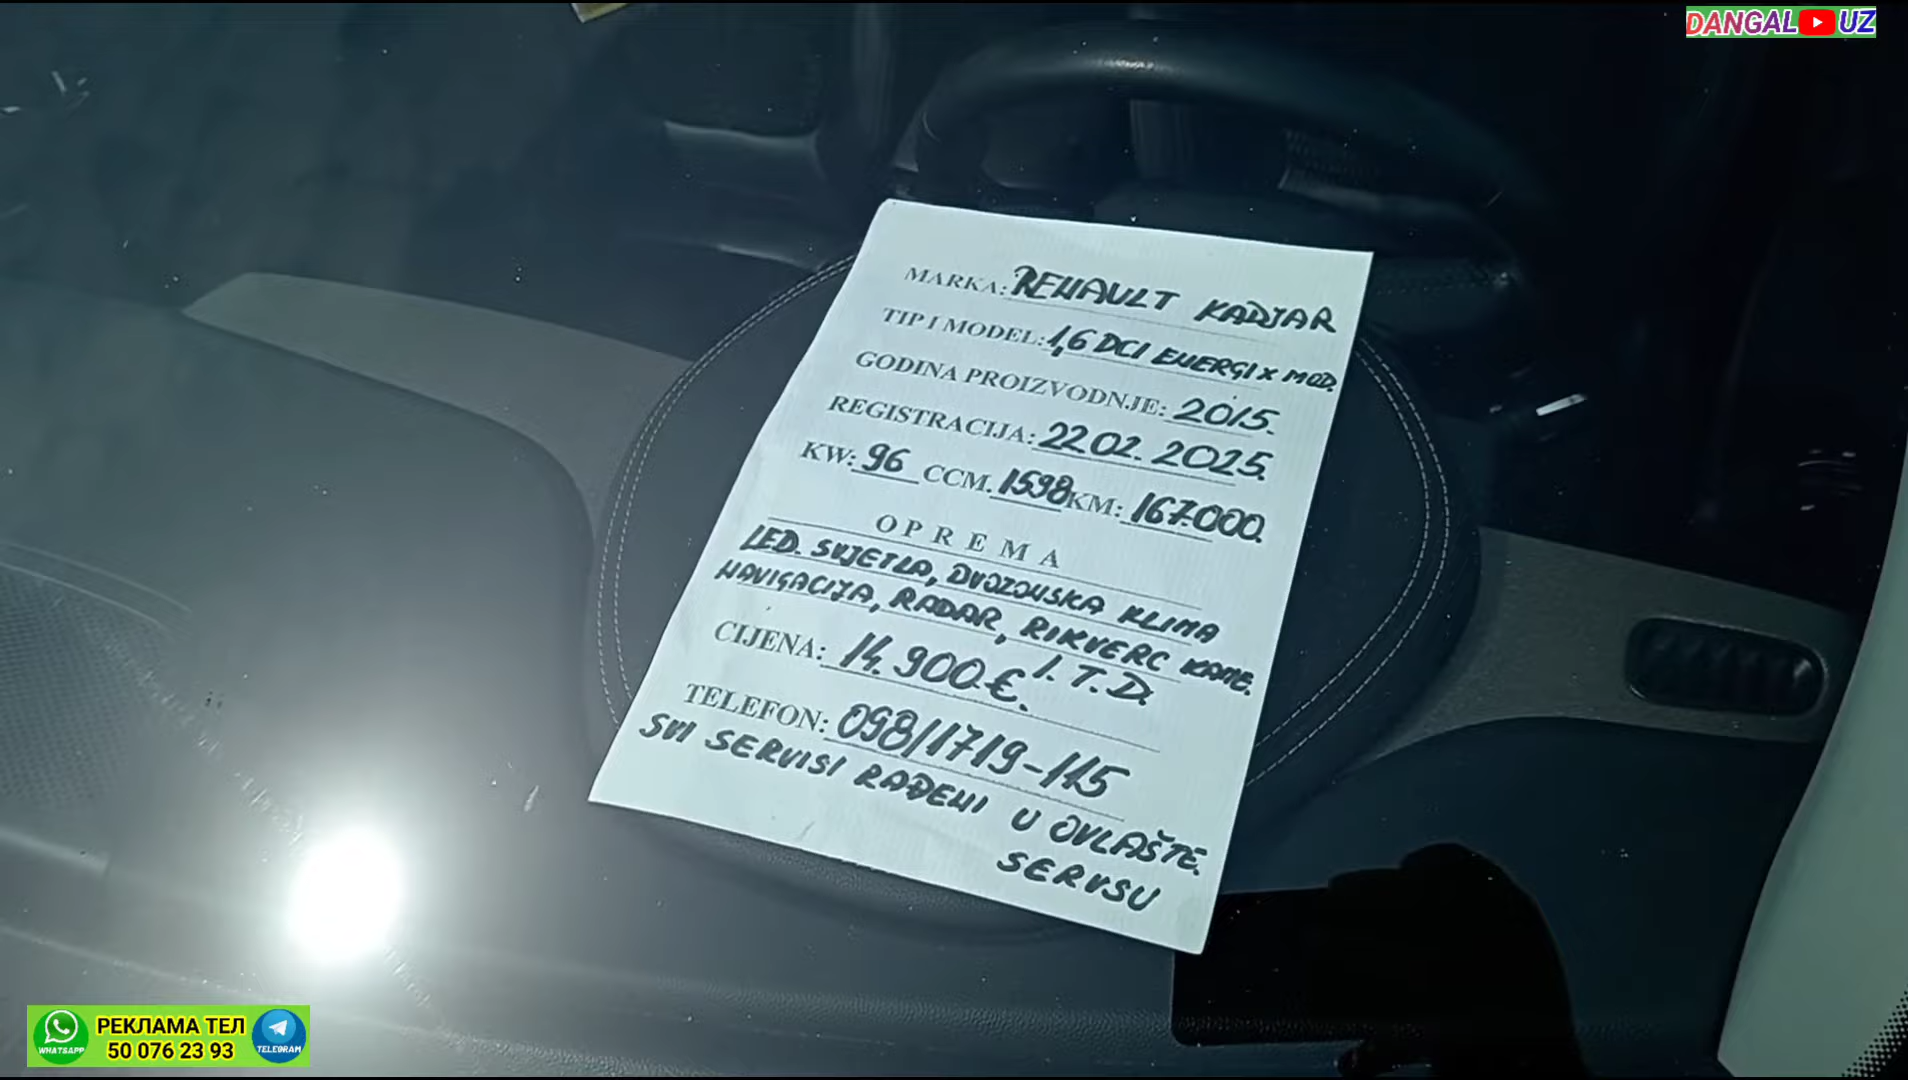 DANGAL UZ
MARKA: RENAULT KADJAR
TIP I MODEL: 1,6 DCI ENERGI X MOD.
GODINA PROIZVODNJE: 2015.
REGISTRACIJA: 22.02.2025.
KW: 96 CCM. 1598 KM: 167.000.
OPREMA
LED. SVJETLA, DVOZONSKA KLIMA
NAVIGACIJA, RADAR, RIKVERC KAME.
I. T. D.
CIJENA: 14.900.€.
TELEFON: 098/1719-115
SVI SERVISI RAĐENI U OVLAŠTE.
SERVISU
РЕКЛАМА ТЕЛ
50 076 23 93
WHATSAPP
TELEGRAM